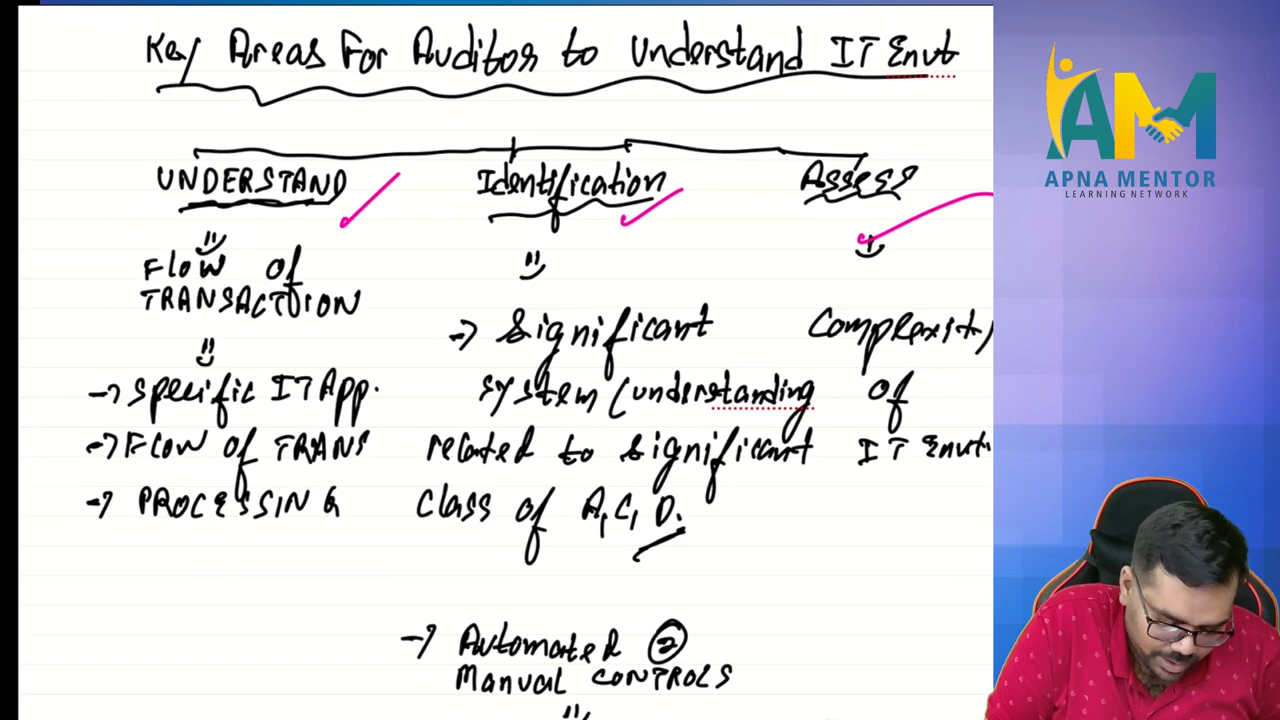 Key Areas For Auditor to Understand IT Envt
UNDERSTAND
Identification
Assess
Flow of
TRANSACTION
-> Specific IT App.
-> Flow of TRANS
-> PROCESSING
-> Significant
system (understanding
related to significant
class of A, C, D.
-> Automated &
Manual CONTROLS
Complexity
of
IT Envt.
AM
APNA MENTOR
LEARNING NETWORK